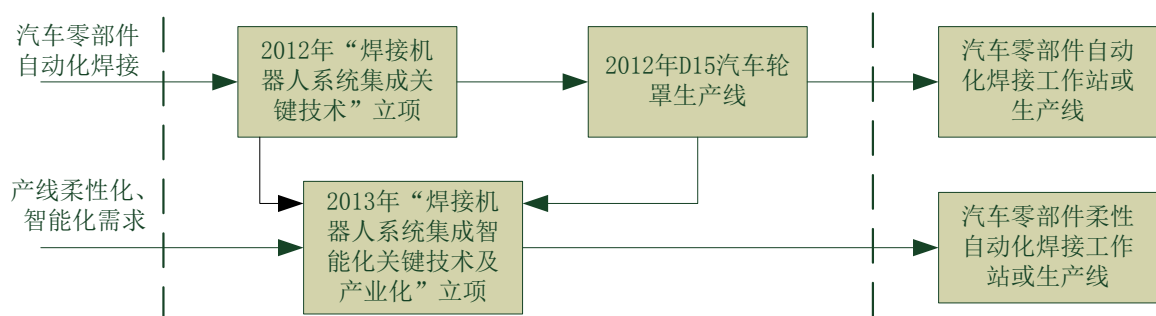 汽车零部件
自动化焊接
2012年“焊接机
器人系统集成关
键技术”立项
2012年D15汽车轮
罩生产线
汽车零部件自动
化焊接工作站或
生产线
产线柔性化、
智能化需求
2013年“焊接机
器人系统集成智
能化关键技术及
产业化”立项
汽车零部件柔性
自动化焊接工作
站或生产线